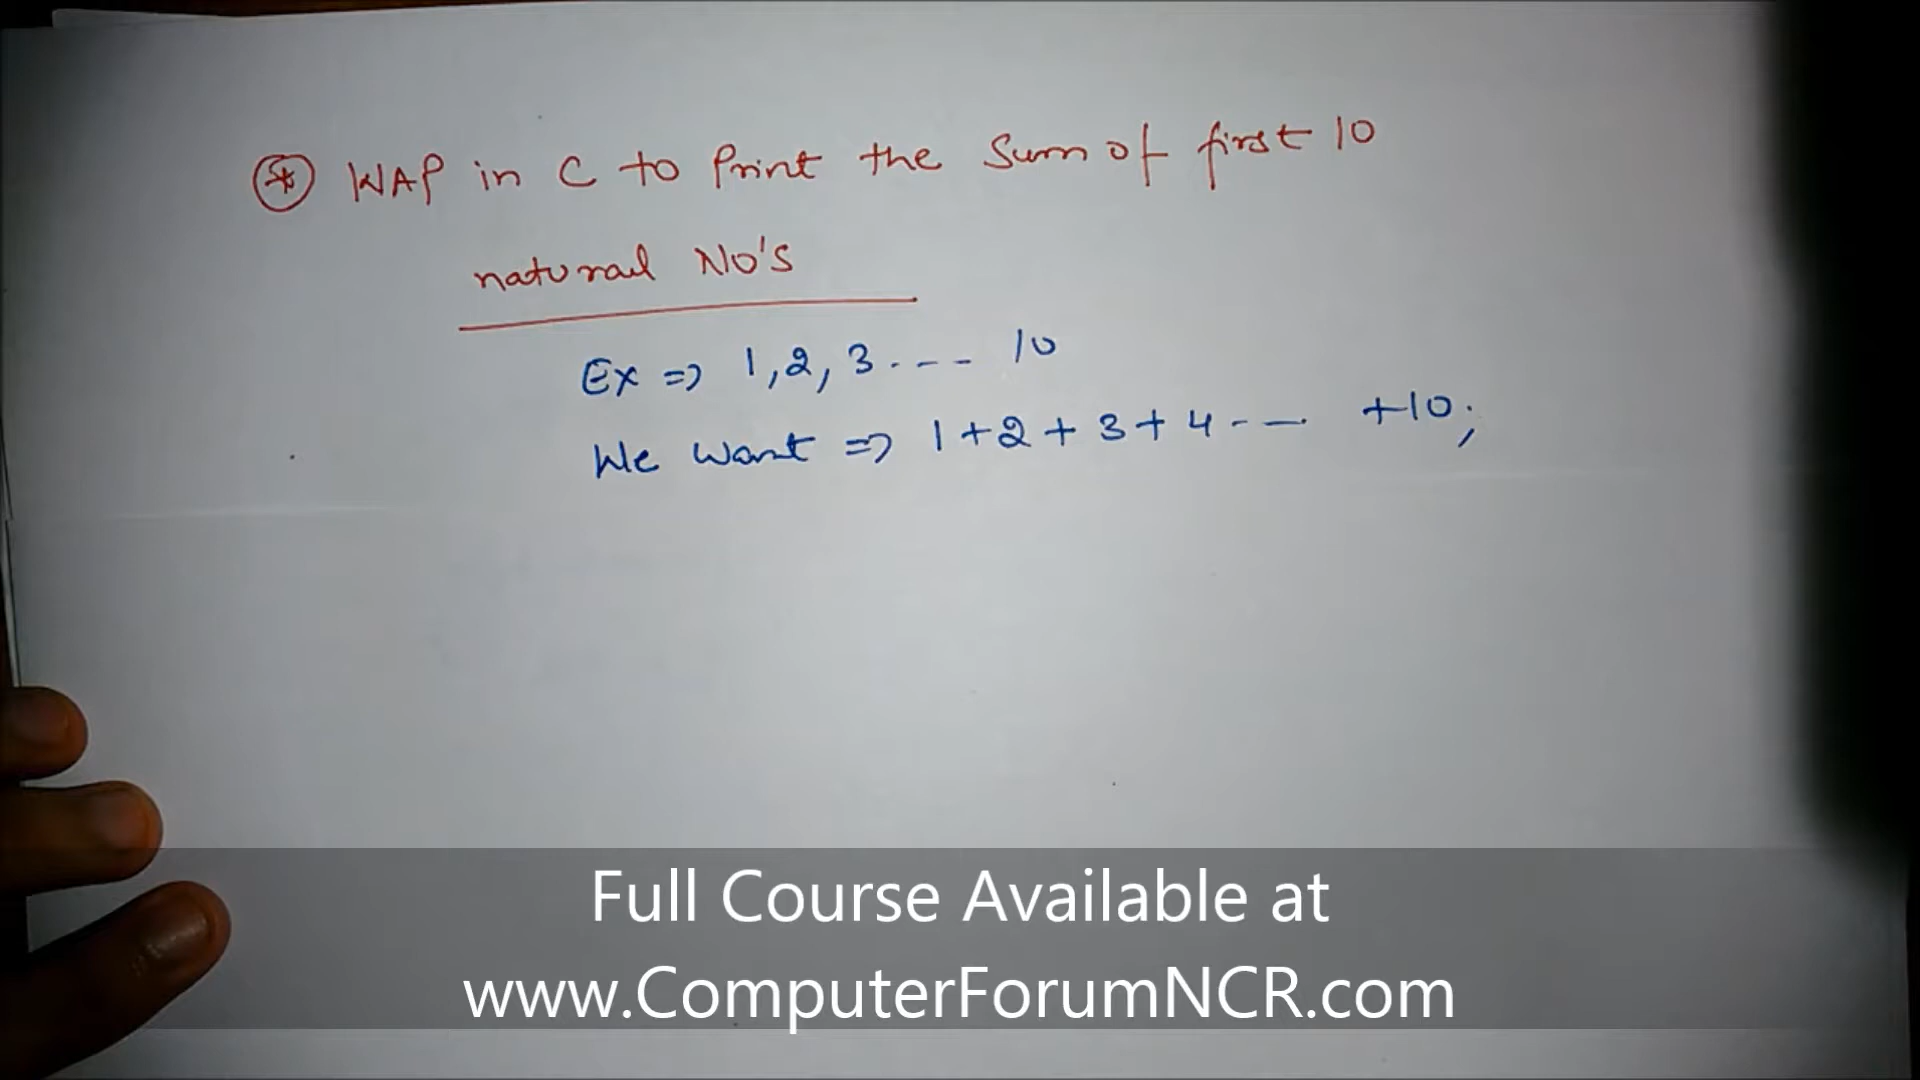 * WAP in C to Print the Sum of first 10
natural No's
Ex => 1,2,3.--- 10
We Want => 1+2+3+4--- +10;
Full Course Available at
www.ComputerForumNCR.com